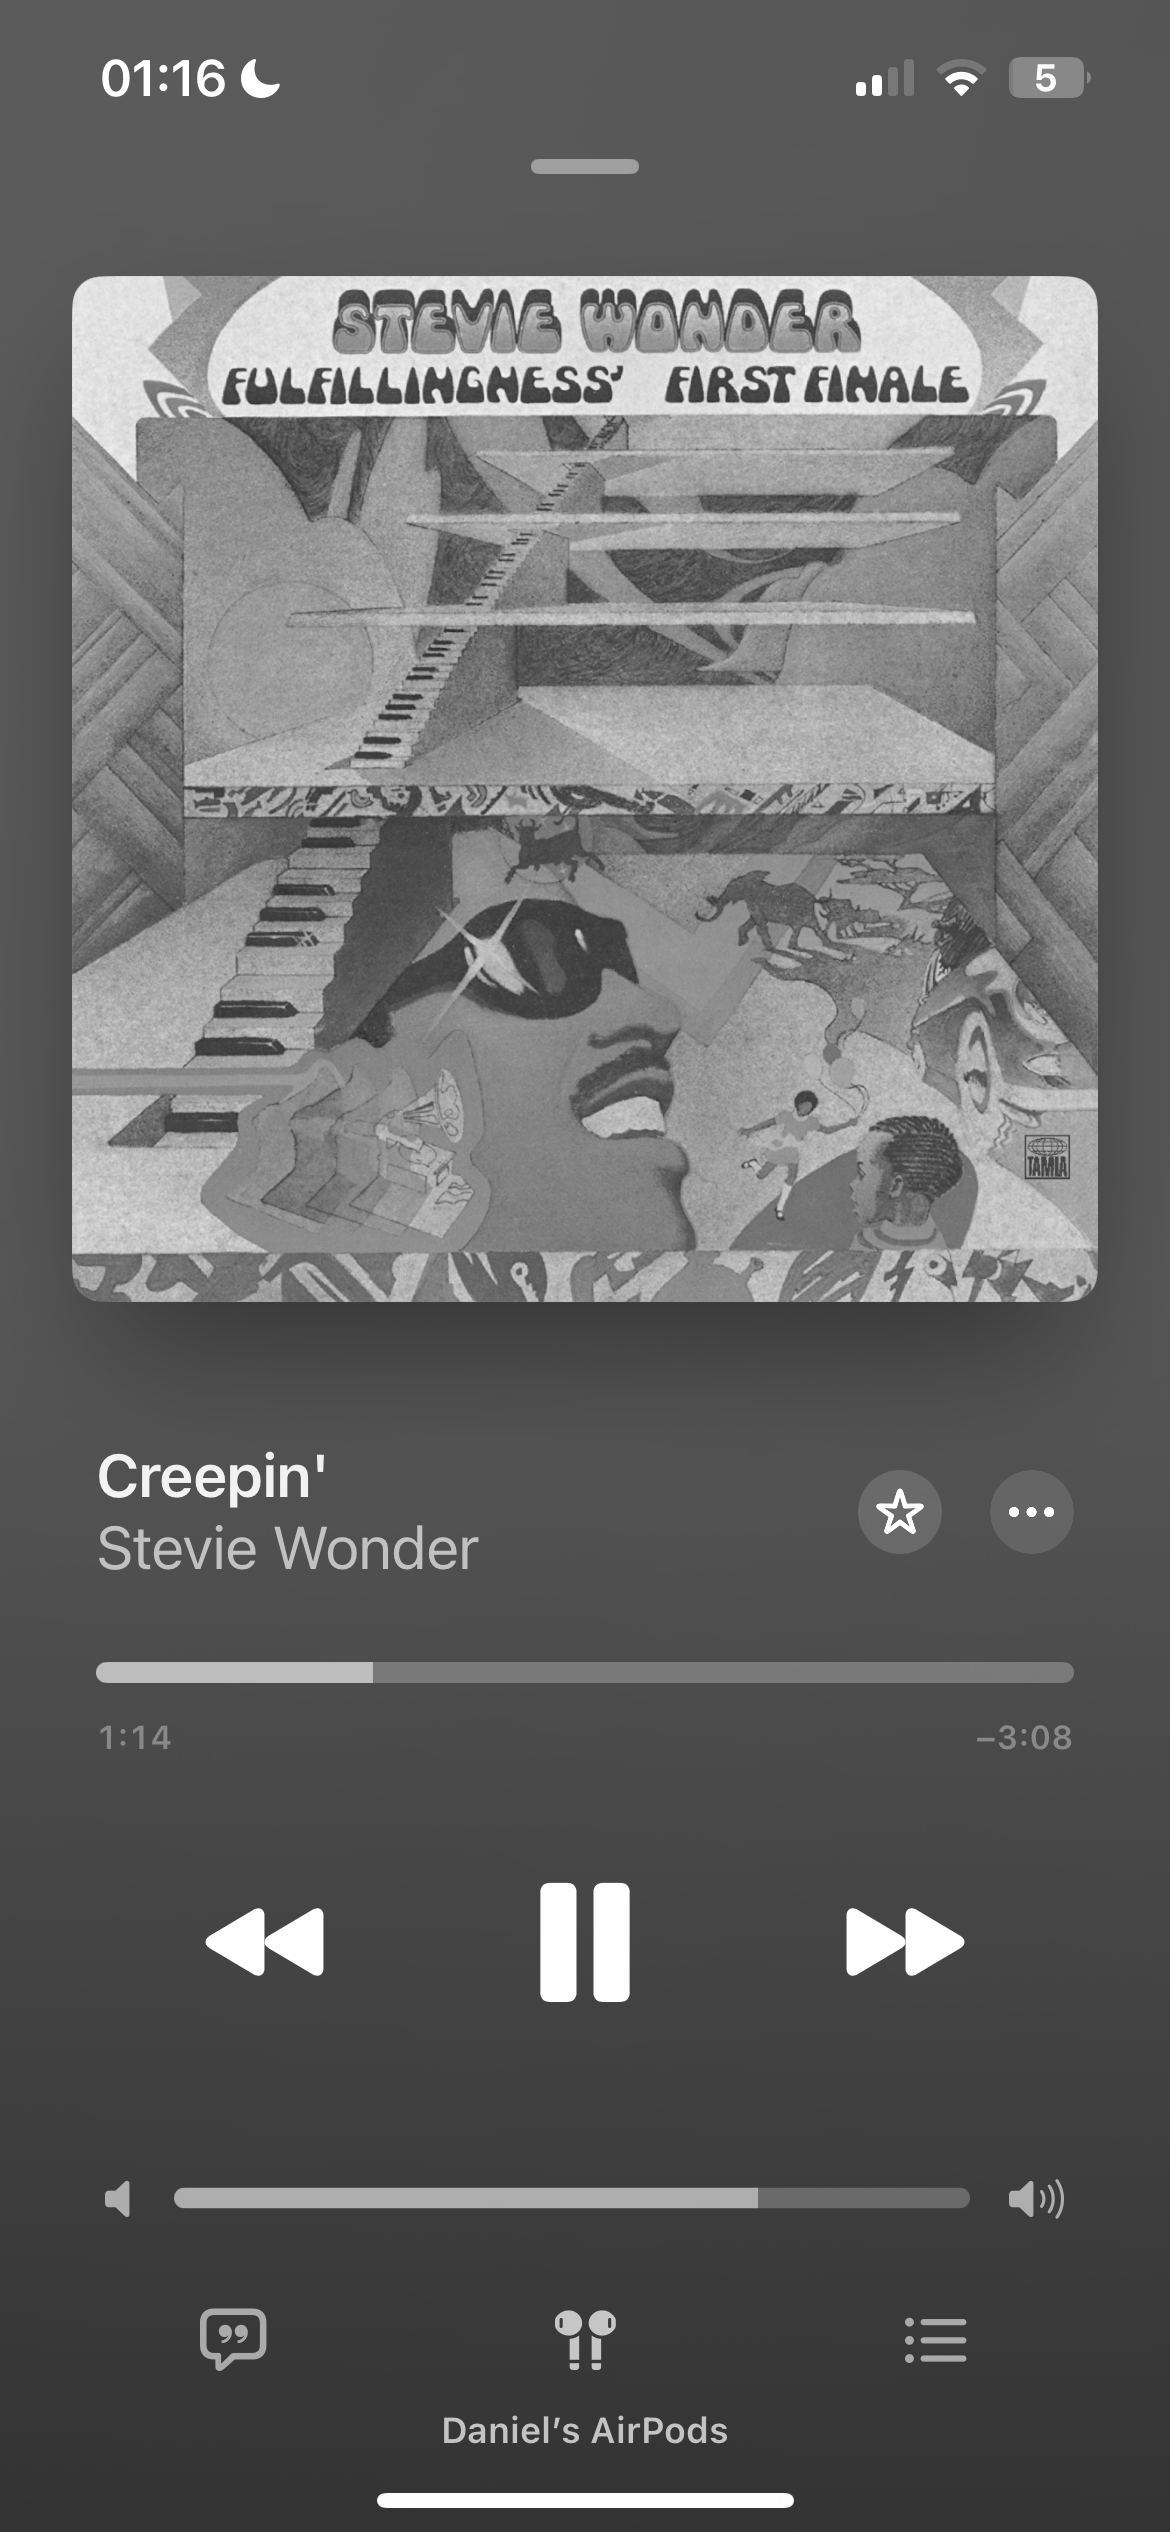 01:16
5
STEVIE WONDER
FULFILLINGNESS' FIRST FINALE
TAMLA
Creepin'
Stevie Wonder
1:14
–3:08
Daniel’s AirPods